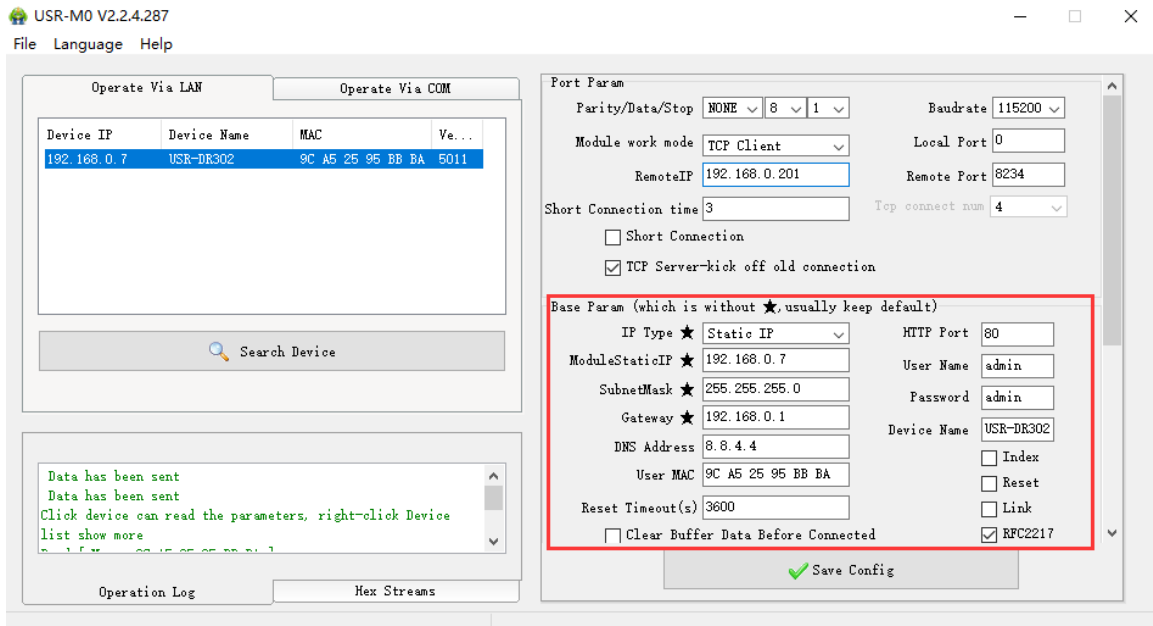 USR-M0 V2.2.4.287
File Language Help
Operate Via LAN
Operate Via COM
Device IP Device Name MAC Ve...
192.168.0.7 USR-DR302 9C A5 25 95 BB BA 5011
Search Device
Data has been sent
Data has been sent
Click device can read the parameters, right-click Device
list show more
Operation Log
Hex Streams
Port Param
Parity/Data/Stop NONE 8 1 Baudrate 115200
Module work mode TCP Client Local Port 0
RemoteIP 192.168.0.201 Remote Port 8234
Short Connection time 3 Tcp connect num 4
Short Connection
TCP Server-kick off old connection
Base Param (which is without ★,usually keep default)
IP Type ★ Static IP HTTP Port 80
ModuleStaticIP ★ 192.168.0.7 User Name admin
SubnetMask ★ 255.255.255.0 Password admin
Gateway ★ 192.168.0.1 Device Name USR-DR302
DNS Address 8.8.4.4 Index
User MAC 9C A5 25 95 BB BA Reset
Reset Timeout(s) 3600 Link
Clear Buffer Data Before Connected RFC2217
Save Config